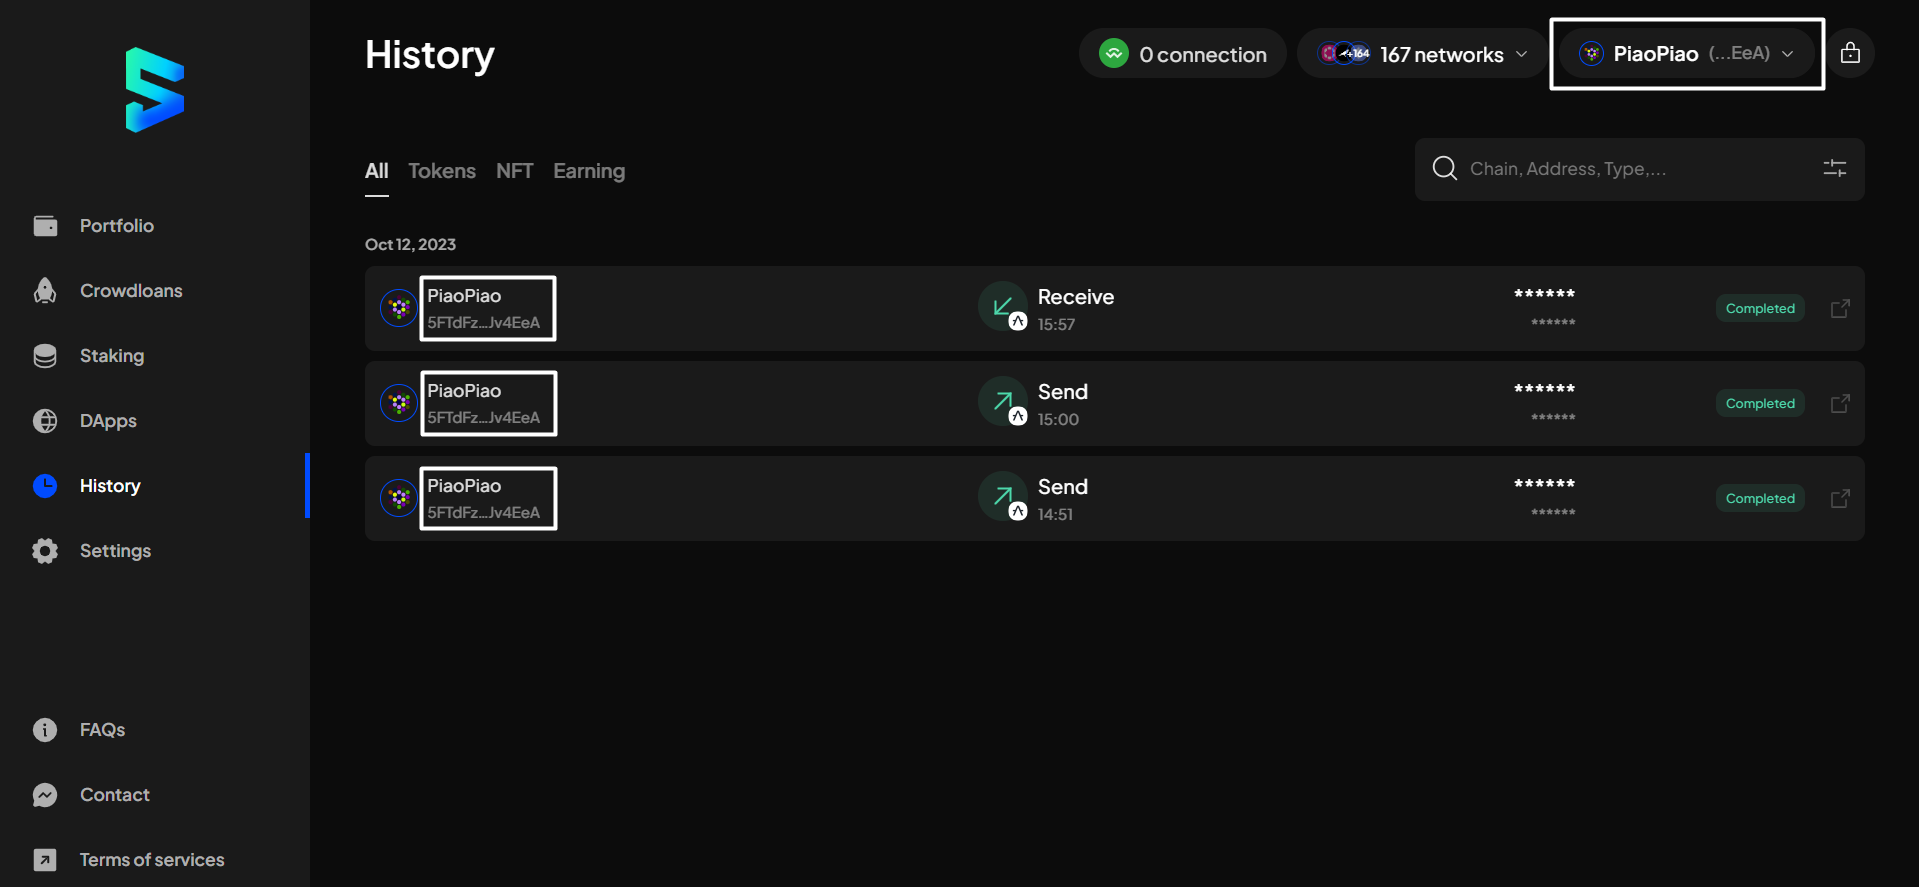 History
0 connection
+164 167 networks
PiaoPiao (...EeA)
All Tokens NFT Earning
Chain, Address, Type,...
Portfolio
Crowdloans
Staking
DApps
History
Settings
FAQs
Contact
Terms of services
Oct 12, 2023
PiaoPiao
5FTdFz...Jv4EeA
Receive
15:57
******
******
Completed
PiaoPiao
5FTdFz...Jv4EeA
Send
15:00
******
******
Completed
PiaoPiao
5FTdFz...Jv4EeA
Send
14:51
******
******
Completed